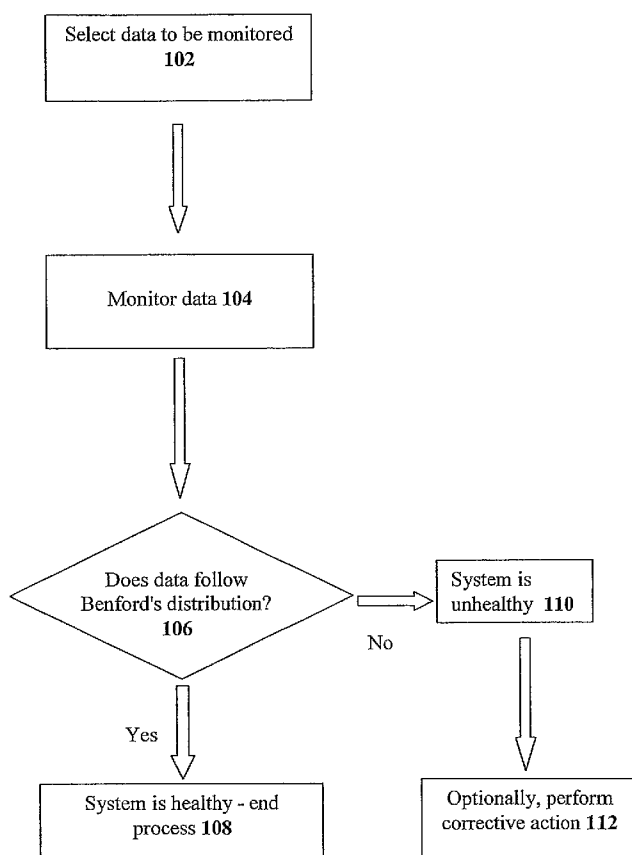 Select data to be monitored
102
Monitor data 104
Does data follow
Benford's distribution?
106
System is
unhealthy 110
No
Yes
System is healthy - end
process 108
Optionally, perform
corrective action 112